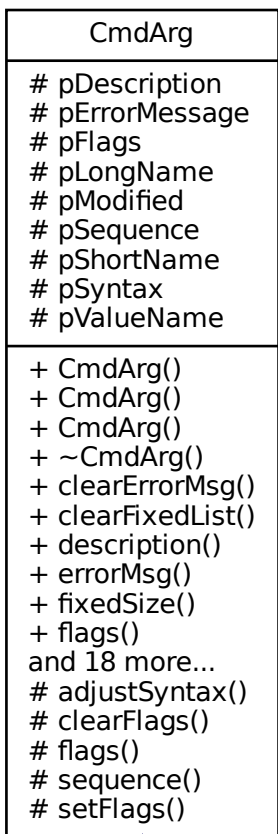 CmdArg
# pDescription
# pErrorMessage
# pFlags
# pLongName
# pModified
# pSequence
# pShortName
# pSyntax
# pValueName
+ CmdArg()
+ CmdArg()
+ CmdArg()
+ ~CmdArg()
+ clearErrorMsg()
+ clearFixedList()
+ description()
+ errorMsg()
+ fixedSize()
+ flags()
and 18 more...
# adjustSyntax()
# clearFlags()
# flags()
# sequence()
# setFlags()